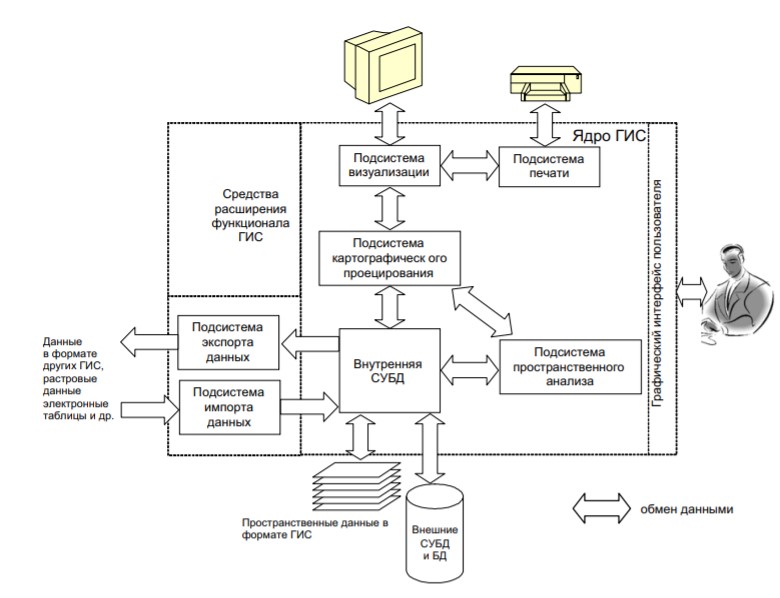 Ядро ГИС
Подсистема
визуализации
Подсистема
печати
Средства
расширения
функционала
ГИС
Подсистема
картографическ ого
проецирования
Графический интерфейс пользователя
Данные
в формате
других ГИС,
растровые
данные
электронные
таблицы и др.
Подсистема
экспорта
данных
Внутренняя
СУБД
Подсистема
пространственного
анализа
Подсистема
импорта
данных
Пространственные данные в
формате ГИС
Внешние
СУБД
и БД
обмен данными